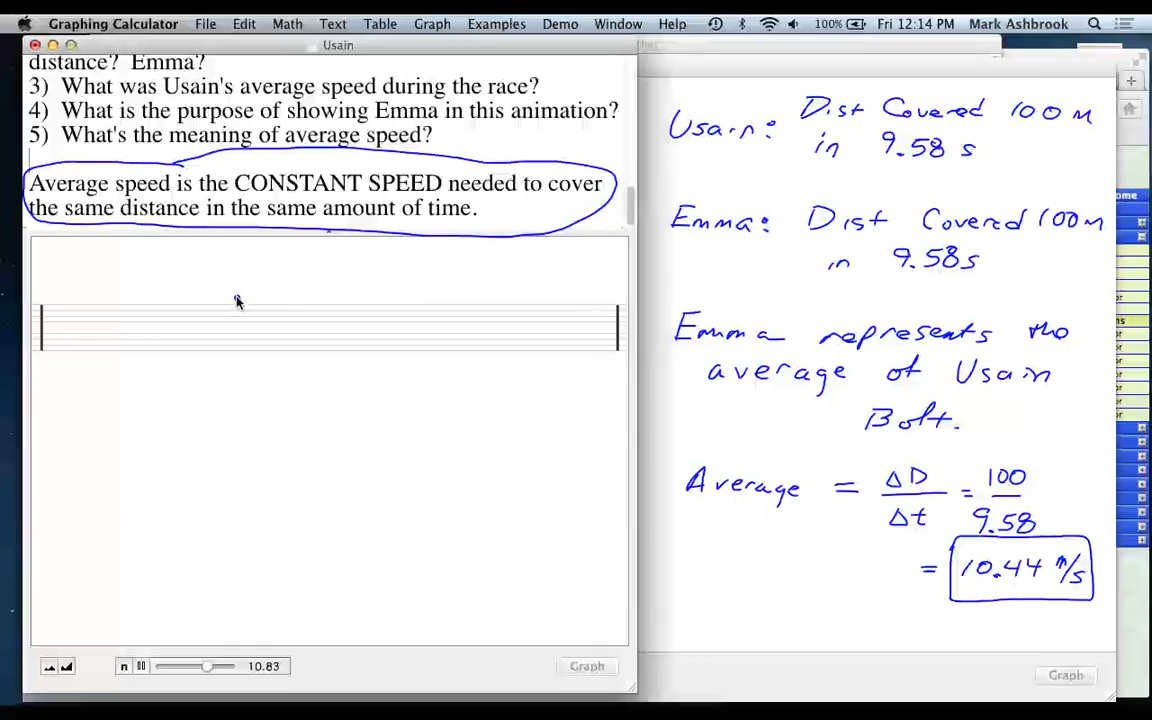 Graphing Calculator File Edit Math Text Table Graph Examples Demo Window Help 100% Fri 12:14 PM Mark Ashbrook
Usain
distance? Emma?
3) What was Usain's average speed during the race?
4) What is the purpose of showing Emma in this animation?
5) What's the meaning of average speed?
Average speed is the CONSTANT SPEED needed to cover
the same distance in the same amount of time.
n 10.83 Graph
Usain: Dist Covered 100 M
in 9.58 s
Emma: Dist Covered 100M
in 9.58s
Emma represents the
average of Usain
Bolt.
Average = ΔD/Δt = 100/9.58
= 10.44 m/s
Graph